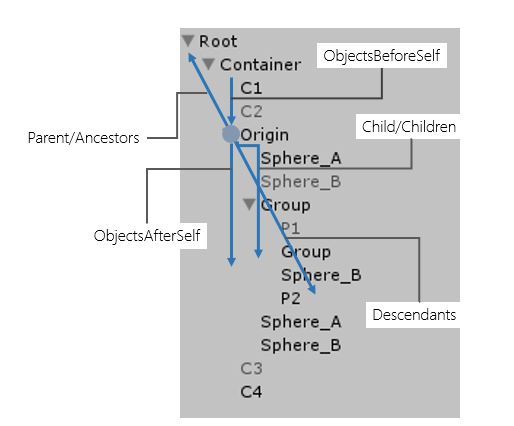 Root
Container
ObjectsBeforeSelf
C1
C2
Origin
Child/Children
Parent/Ancestors
Sphere_A
Sphere_B
Group
ObjectsAfterSelf
P1
Group
Sphere_B
P2
Descendants
Sphere_A
Sphere_B
C3
C4